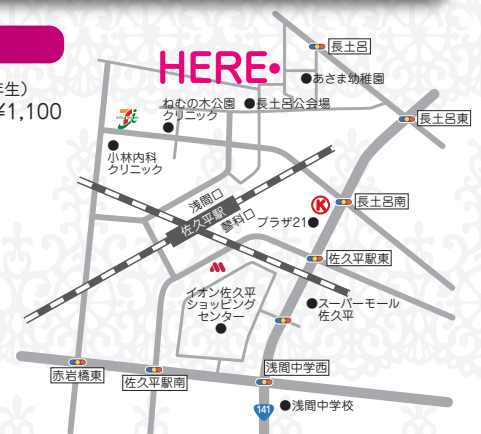 年生)
¥1,100
HERE
長土呂
あさま幼稚園
ねむの木公園
クリニック
長土呂公会場
長土呂東
小林内科
クリニック
浅間口
佐久平駅
蓼科口
K
プラザ21
長土呂南
佐久平駅東
イオン佐久平
ショッピング
センター
スーパーモール
佐久平
赤岩橋東
佐久平駅南
浅間中学西
141
浅間中学校